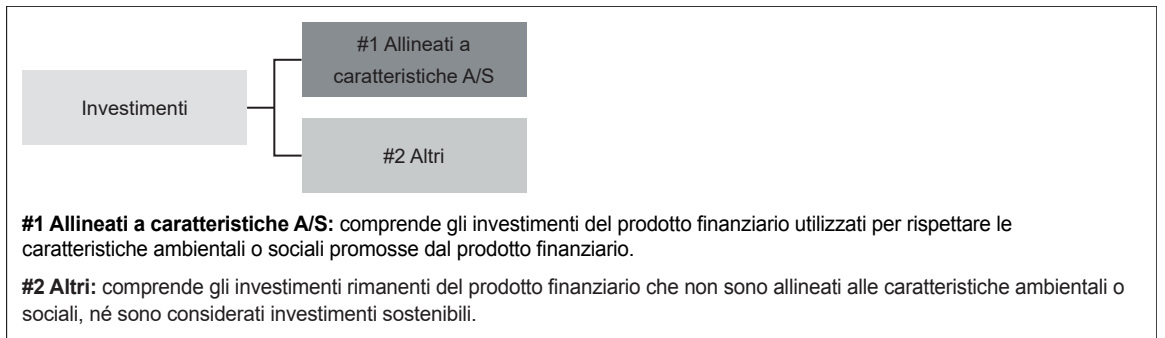 #1 Allineati a
caratteristiche A/S
Investimenti
#2 Altri
#1 Allineati a caratteristiche A/S: comprende gli investimenti del prodotto finanziario utilizzati per rispettare le
caratteristiche ambientali o sociali promosse dal prodotto finanziario.
#2 Altri: comprende gli investimenti rimanenti del prodotto finanziario che non sono allineati alle caratteristiche ambientali o
sociali, né sono considerati investimenti sostenibili.